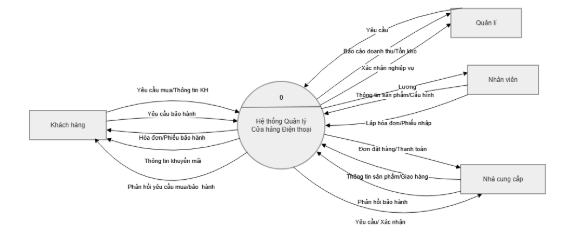 Yêu cầu
Quản lí
Báo cáo doanh thu/Tồn kho
Xác nhận nghiệp vụ
Lương
Nhân viên
Thông tin sản phẩm/Cấu hình
Lập hóa đơn/Phiếu nhập
Yêu cầu mua/Thông tin KH
0
Yêu cầu bảo hành
Khách hàng
Hệ thống Quản lý
Cửa hàng Điện thoại
Hóa đơn/Phiếu bảo hành
Đơn đặt hàng/Thanh toán
Thông tin khuyến mãi
Thông tin sản phẩm/Giao hàng
Nhà cung cấp
Phản hồi yêu cầu mua/bảo hành
Phản hồi bảo hành
Yêu cầu/ Xác nhận